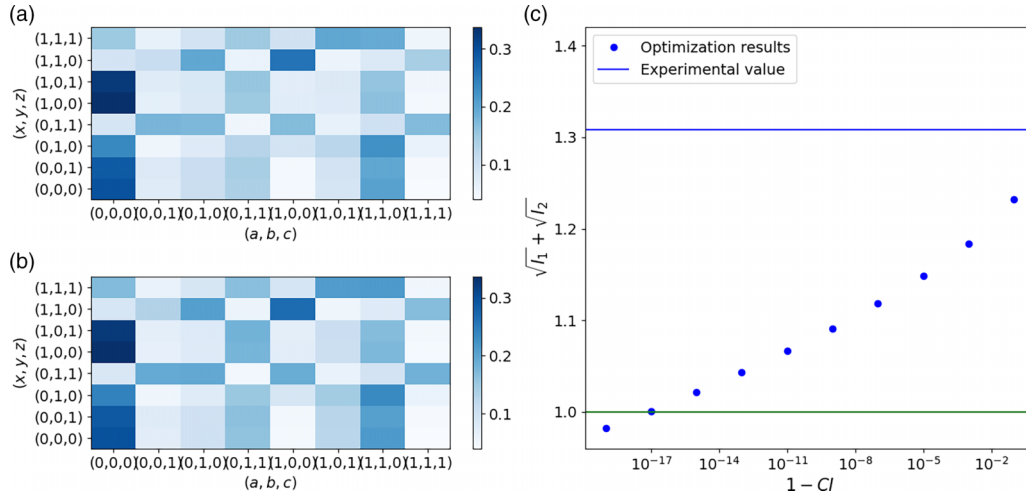 (a)
(1,1,1)
(1,1,0)
(1,0,1)
(1,0,0)
(0,1,1)
(0,1,0)
(0,0,1)
(0,0,0)
(x, y, z)
(0,0,0)(0,0,1)(0,1,0)(0,1,1)(1,0,0)(1,0,1)(1,1,0)(1,1,1)
(a, b, c)
0.3
0.2
0.1
(b)
(1,1,1)
(1,1,0)
(1,0,1)
(1,0,0)
(0,1,1)
(0,1,0)
(0,0,1)
(0,0,0)
(x, y, z)
(0,0,0)(0,0,1)(0,1,0)(0,1,1)(1,0,0)(1,0,1)(1,1,0)(1,1,1)
(a, b, c)
0.3
0.2
0.1
(c)
1.4
1.3
1.2
1.1
1.0
√I₁ + √I₂
Optimization results
Experimental value
10⁻¹⁷ 10⁻¹⁴ 10⁻¹¹ 10⁻⁸ 10⁻⁵ 10⁻²
1 − CI